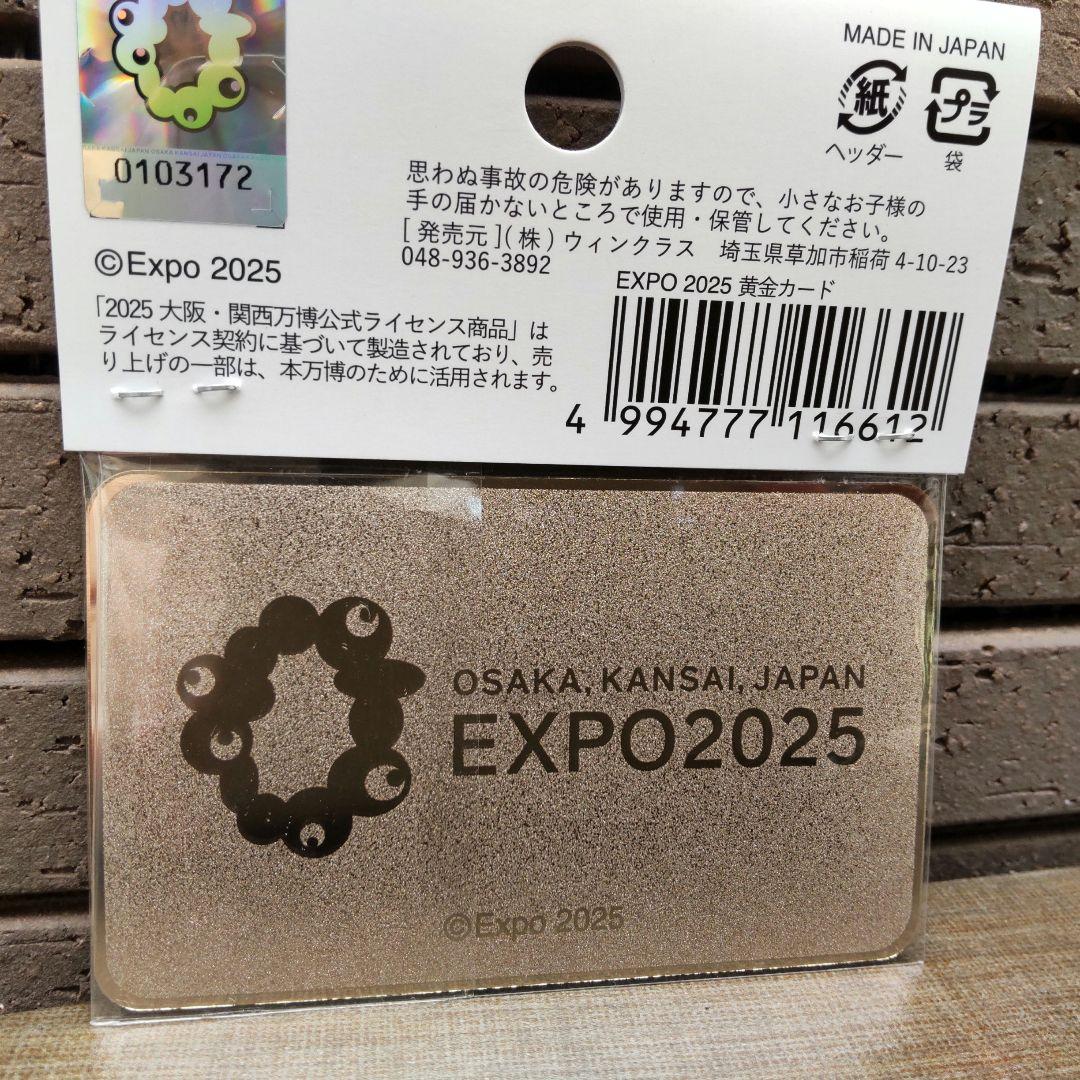 MADE IN JAPAN
紙
プラ
ヘッダー
袋
0103172
思わぬ事故の危険がありますので、小さなお子様の
手の届かないところで使用・保管してください。
[発売元](株)ウィンクラス 埼玉県草加市稲荷4-10-23
048-936-3892
©Expo 2025
「2025大阪・関西万博公式ライセンス商品」は
ライセンス契約に基づいて製造されており、売
り上げの一部は、本万博のために活用されます。
EXPO 2025 黄金カード
4 994777 116612
OSAKA, KANSAI, JAPAN
EXPO2025
©Expo 2025